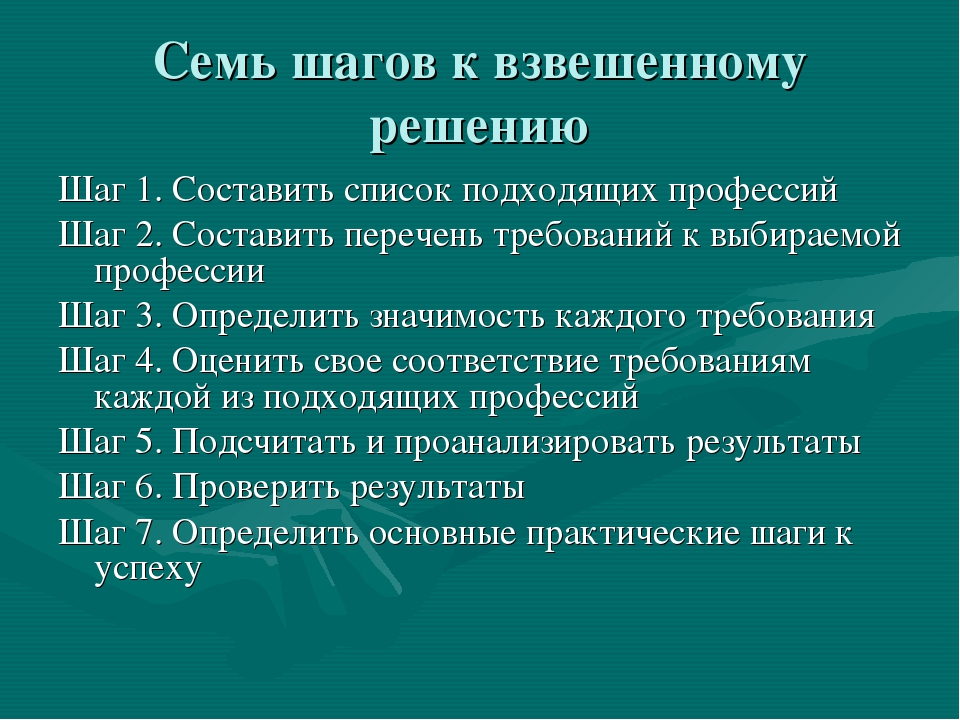 Семь шагов к взвешенному
решению
Шаг 1. Составить список подходящих профессий
Шаг 2. Составить перечень требований к выбираемой
профессии
Шаг 3. Определить значимость каждого требования
Шаг 4. Оценить свое соответствие требованиям
каждой из подходящих профессий
Шаг 5. Подсчитать и проанализировать результаты
Шаг 6. Проверить результаты
Шаг 7. Определить основные практические шаги к
успеху